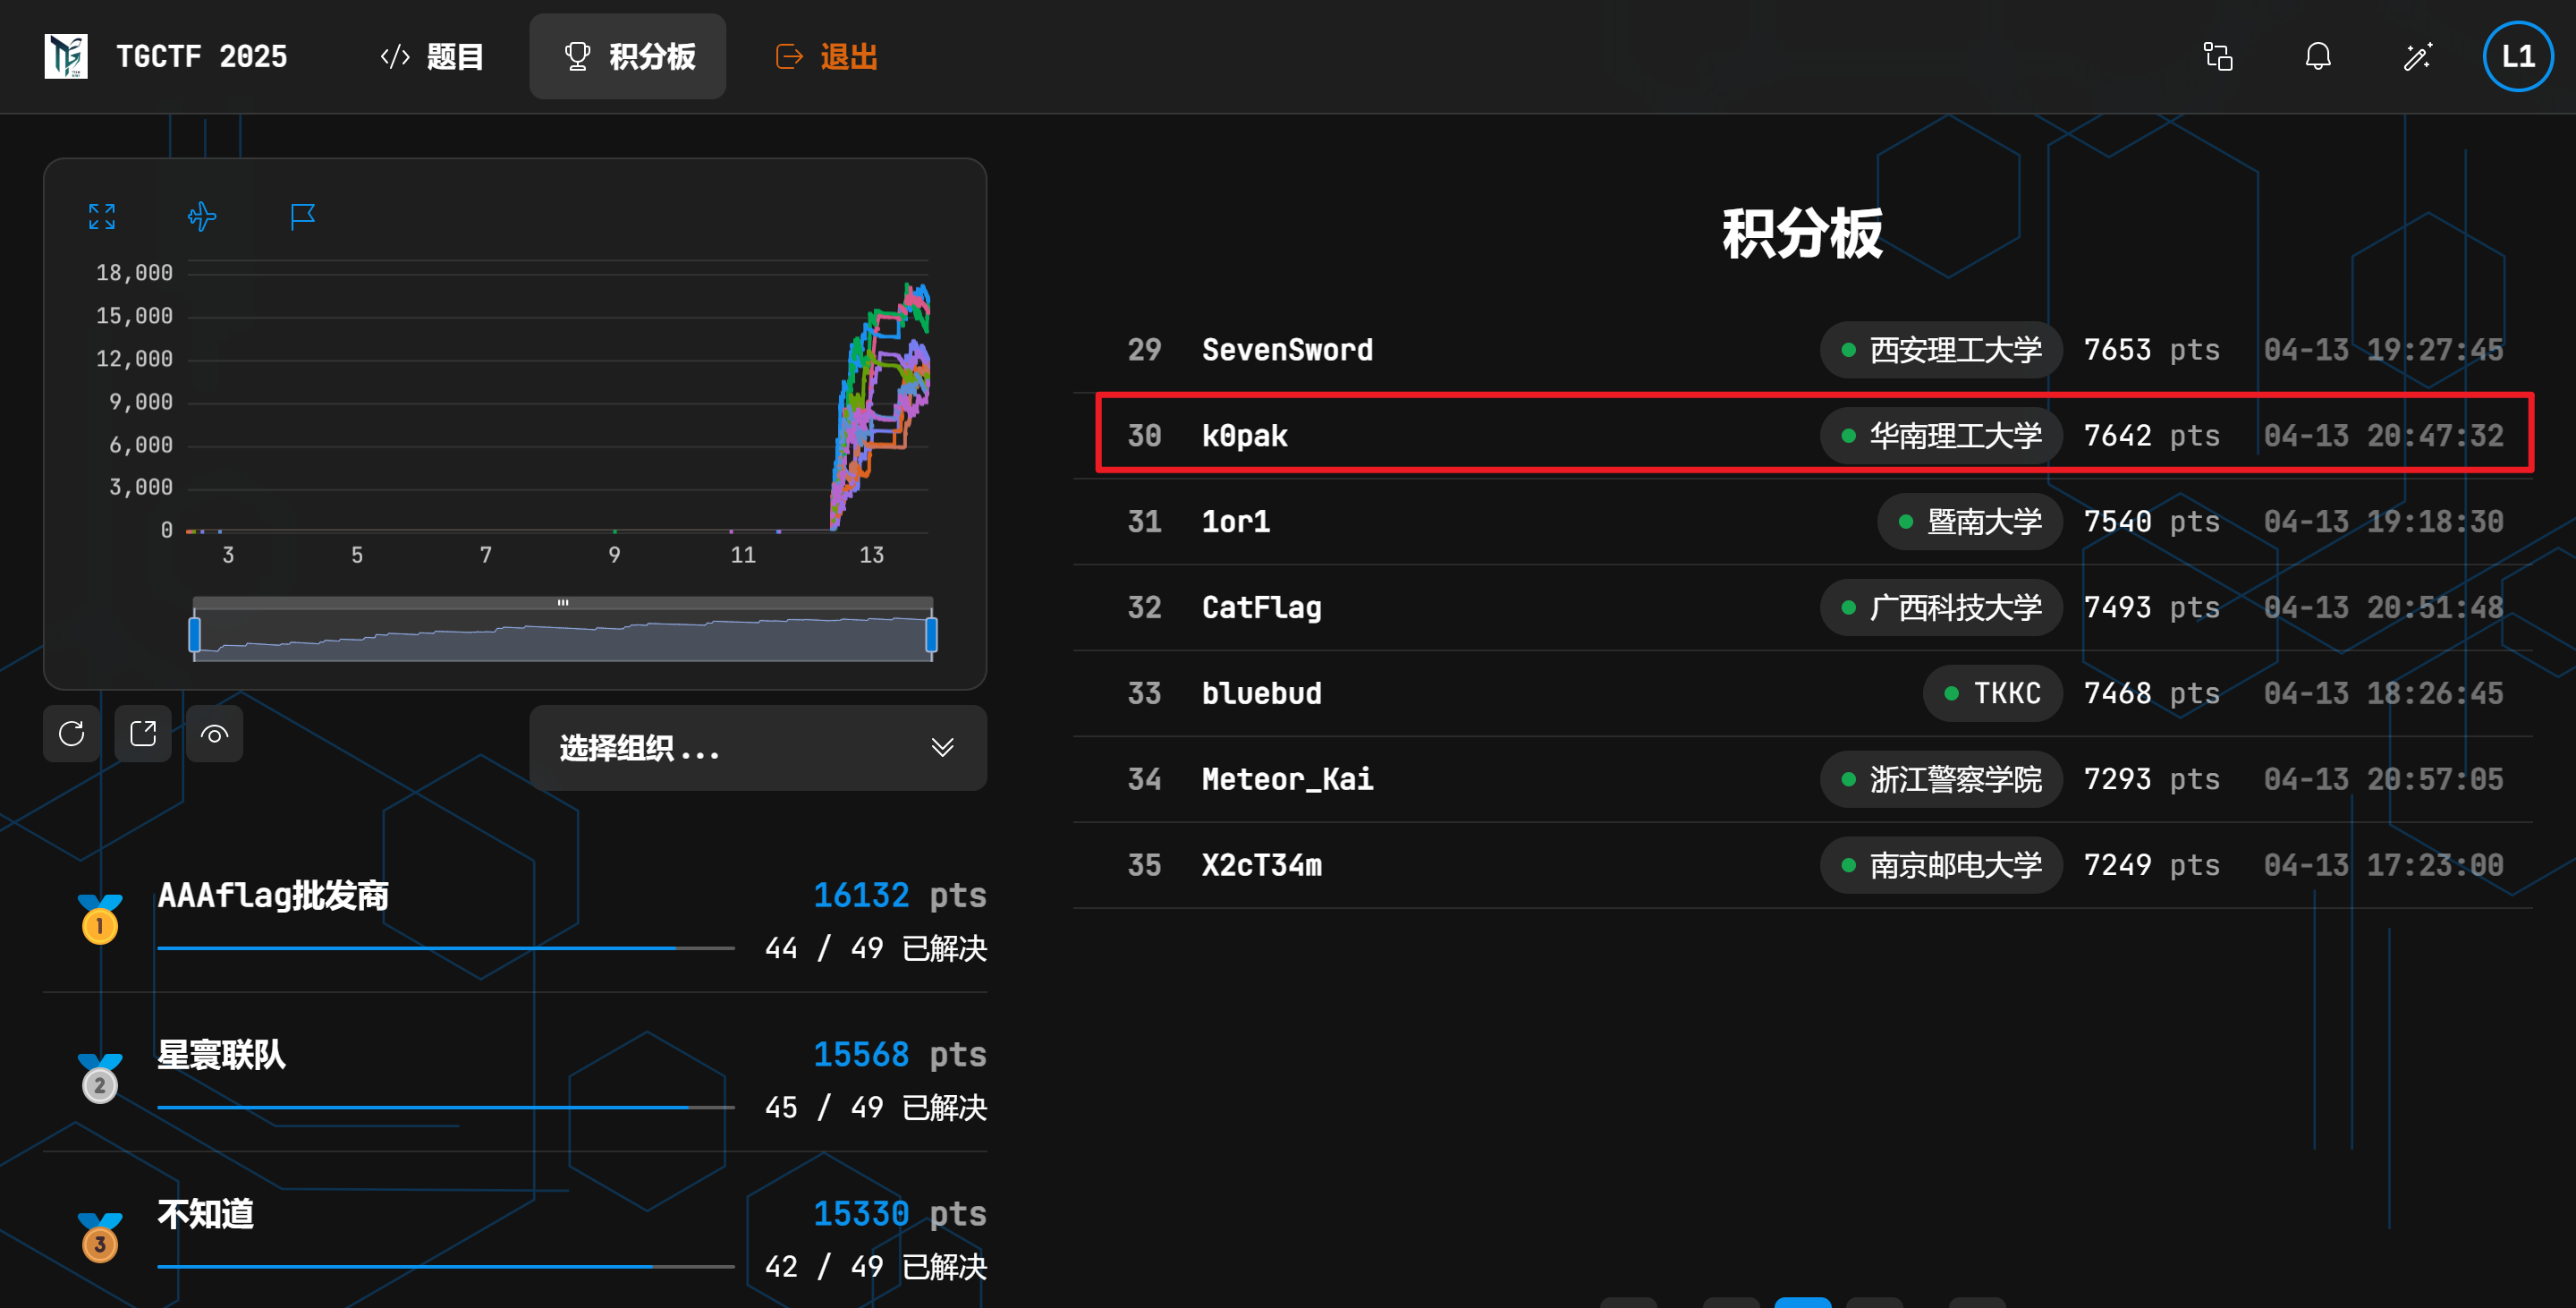 TGCTF 2025 题目 积分板 退出 L1
18,000
15,000
12,000
9,000
6,000
3,000
0
3 5 7 9 11 13
选择组织...
1 AAAflag批发商 16132 pts
44 / 49 已解决
2 星寰联队 15568 pts
45 / 49 已解决
3 不知道 15330 pts
42 / 49 已解决
积分板
29 SevenSword 西安理工大学 7653 pts 04-13 19:27:45
30 k0pak 华南理工大学 7642 pts 04-13 20:47:32
31 1or1 暨南大学 7540 pts 04-13 19:18:30
32 CatFlag 广西科技大学 7493 pts 04-13 20:51:48
33 bluebud TKKC 7468 pts 04-13 18:26:45
34 Meteor_Kai 浙江警察学院 7293 pts 04-13 20:57:05
35 X2cT34m 南京邮电大学 7249 pts 04-13 17:23:00